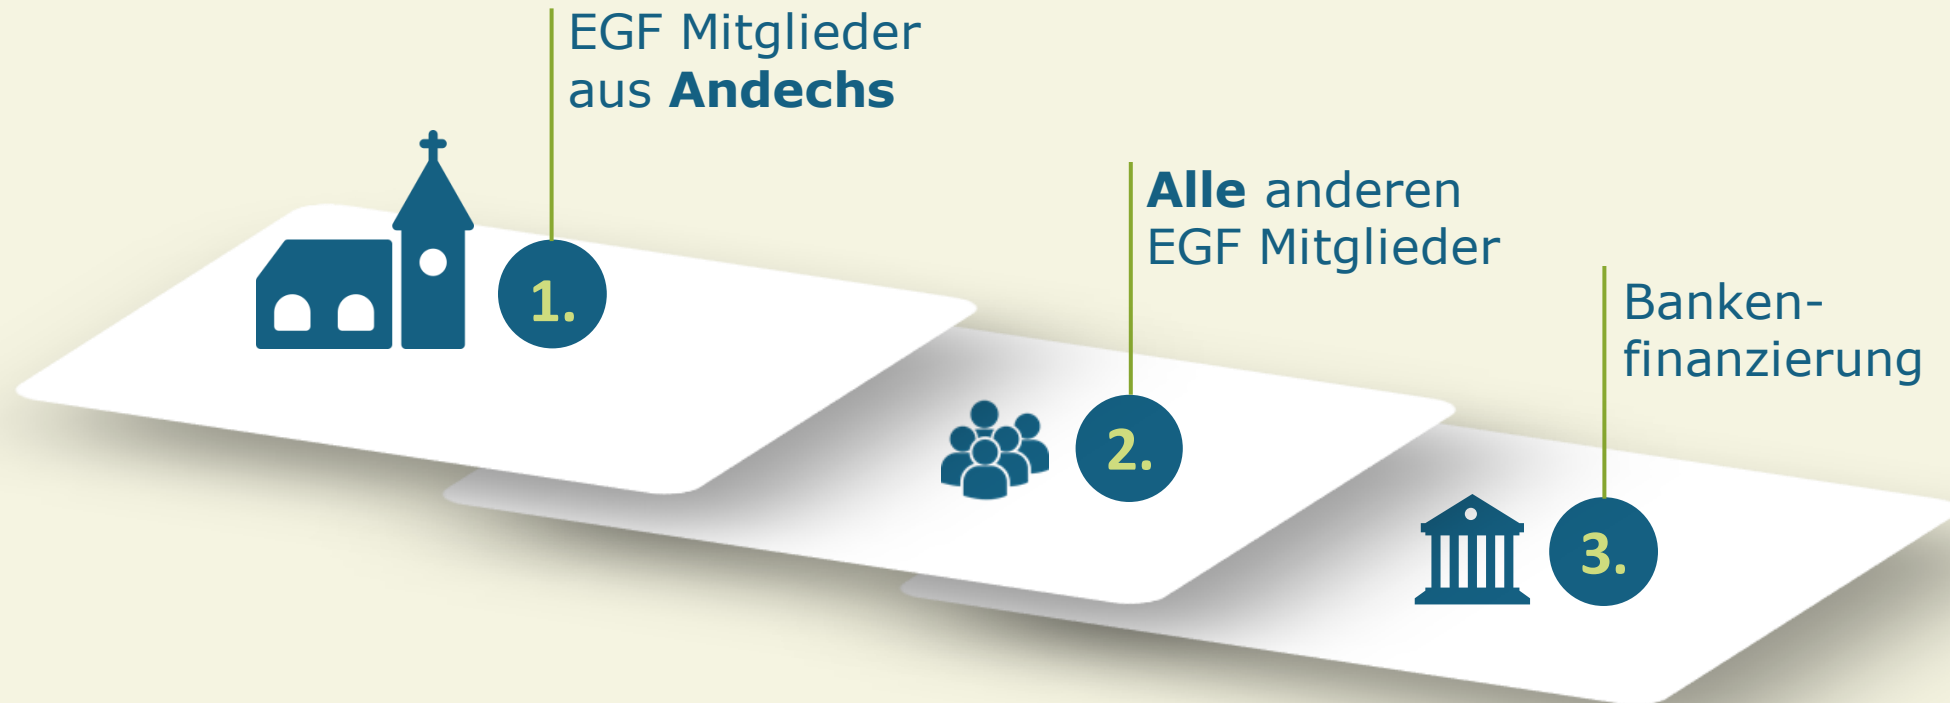 EGF Mitglieder
aus Andechs
1.
Alle anderen
EGF Mitglieder
2.
Banken-
finanzierung
3.